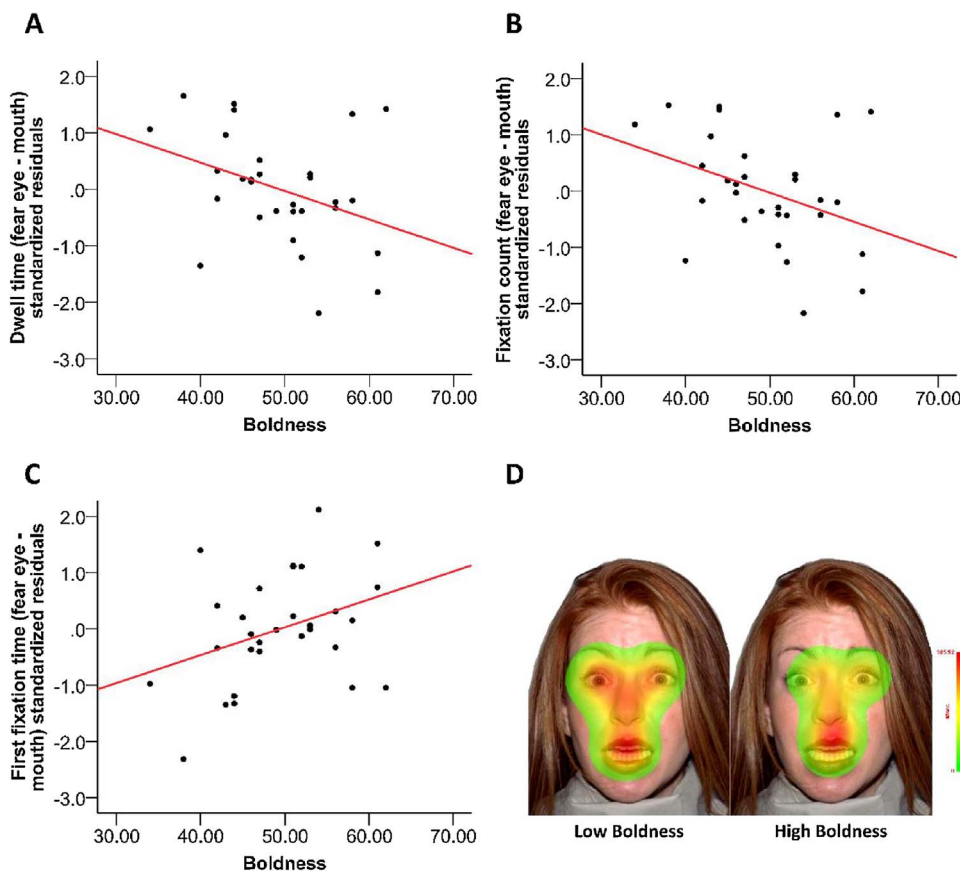 A
Dwell time (fear eye - mouth)
standardized residuals
2.0
1.0
.0
-1.0
-2.0
-3.0
30.00 40.00 50.00 60.00 70.00
Boldness
B
Fixation count (fear eye - mouth)
standardized residuals
2.0
1.0
.0
-1.0
-2.0
-3.0
30.00 40.00 50.00 60.00 70.00
Boldness
C
First fixation time (fear eye -
mouth) standardized residuals
2.0
1.0
.0
-1.0
-2.0
-3.0
30.00 40.00 50.00 60.00 70.00
Boldness
D
0
Low Boldness
High Boldness